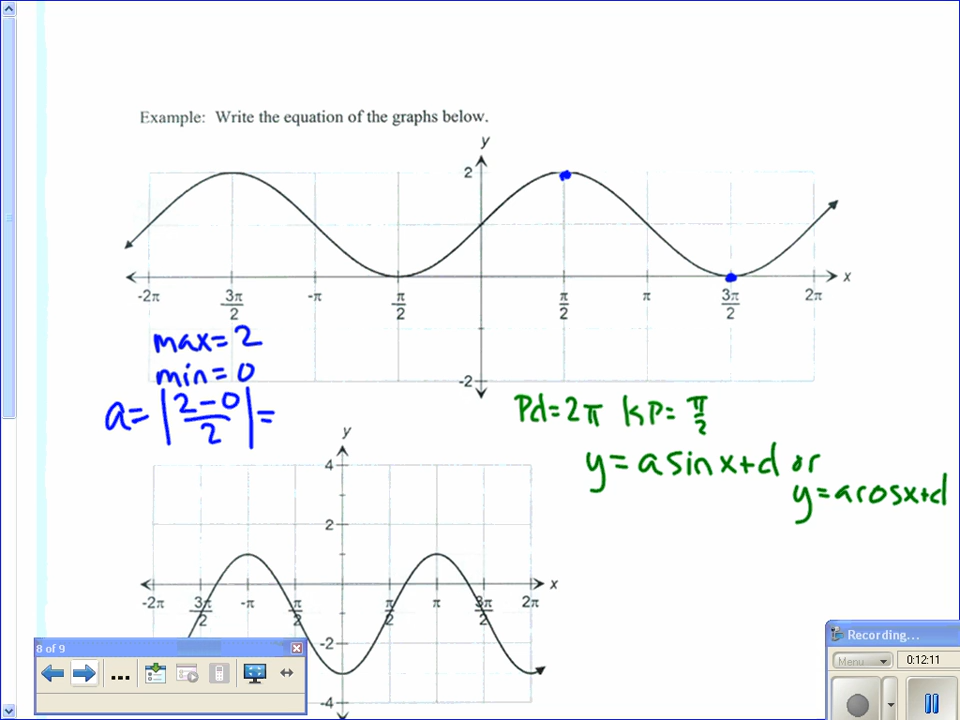 Example: Write the equation of the graphs below.
y
2
x
-2π -3π/2 -π -π/2 π/2 π 3π/2 2π
-2
max=2
min=0
a=|2-0/2|=
Pd=2π KP=π/2
y=asinx+d or
y=acosx+d
y
4
2
x
-2π -3π/2 -π -π/2 π/2 π 3π/2 2π
-2
-4
8 of 9
Recording...
Menu
0:12:11